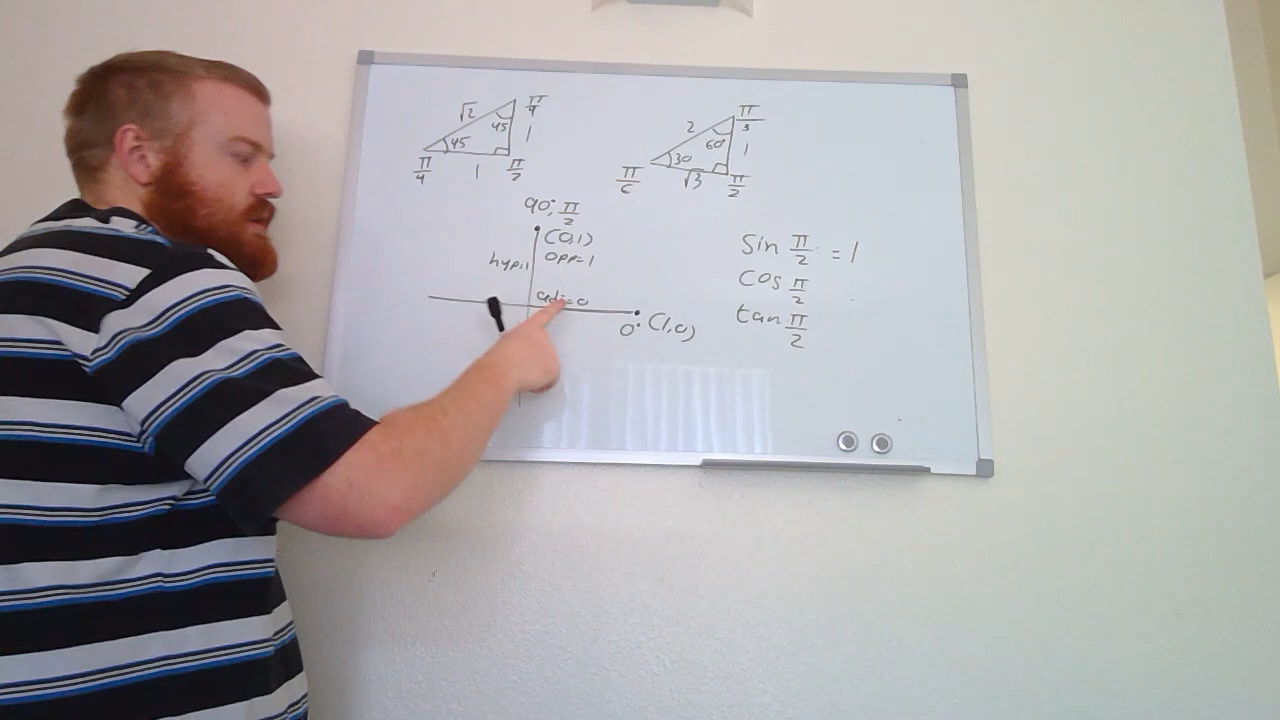 √2
π/4
45
1
45
π/4
1
π/2
2
π/3
60°
1
30
π/6
√3
π/2
90°, π/2
(0,1)
opp=1
hyp=1
adj=0
0°
(1,0)
Sin π/2 = 1
Cos π/2
tan π/2